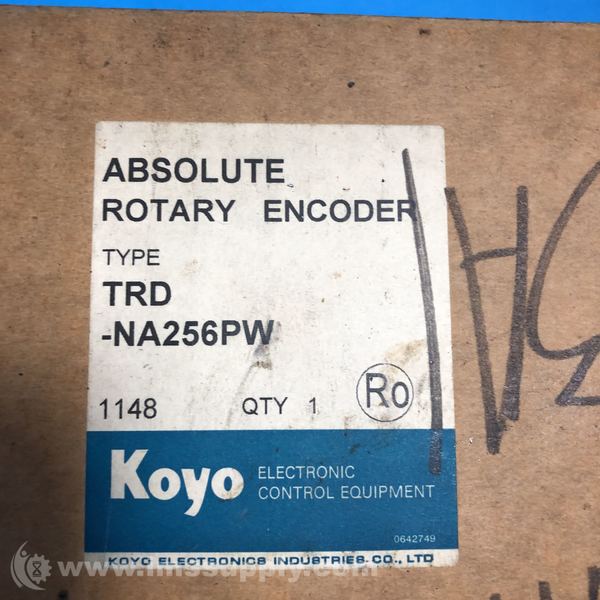 ABSOLUTE
ROTARY ENCODER
TYPE
TRD
-NA256PW
1148 QTY 1 Ro
Koyo ELECTRONIC
CONTROL EQUIPMENT
0642749
KOYO ELECTRONICS INDUSTRIES. CO., LTD
www.imssupply.com